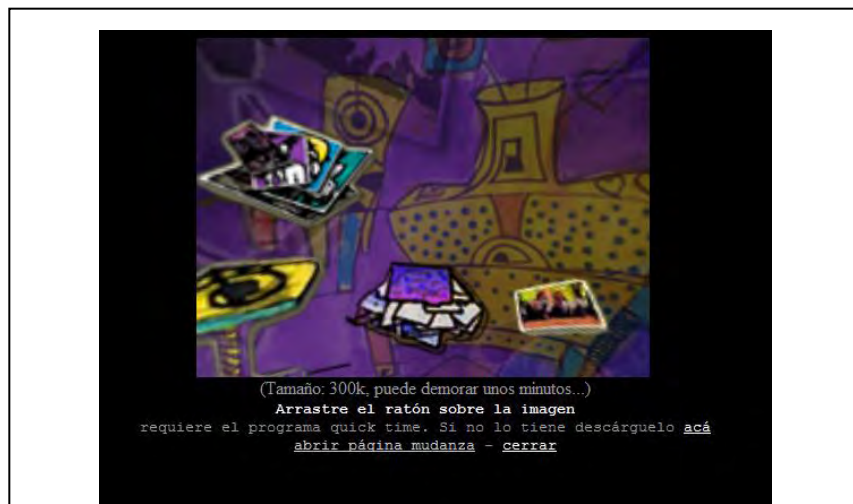 (Tamaño: 300k, puede demorar unos minutos...)
Arrastre el ratón sobre la imagen
requiere el programa quick time. Si no lo tiene descárguelo acá
abrir página mudanza - cerrar